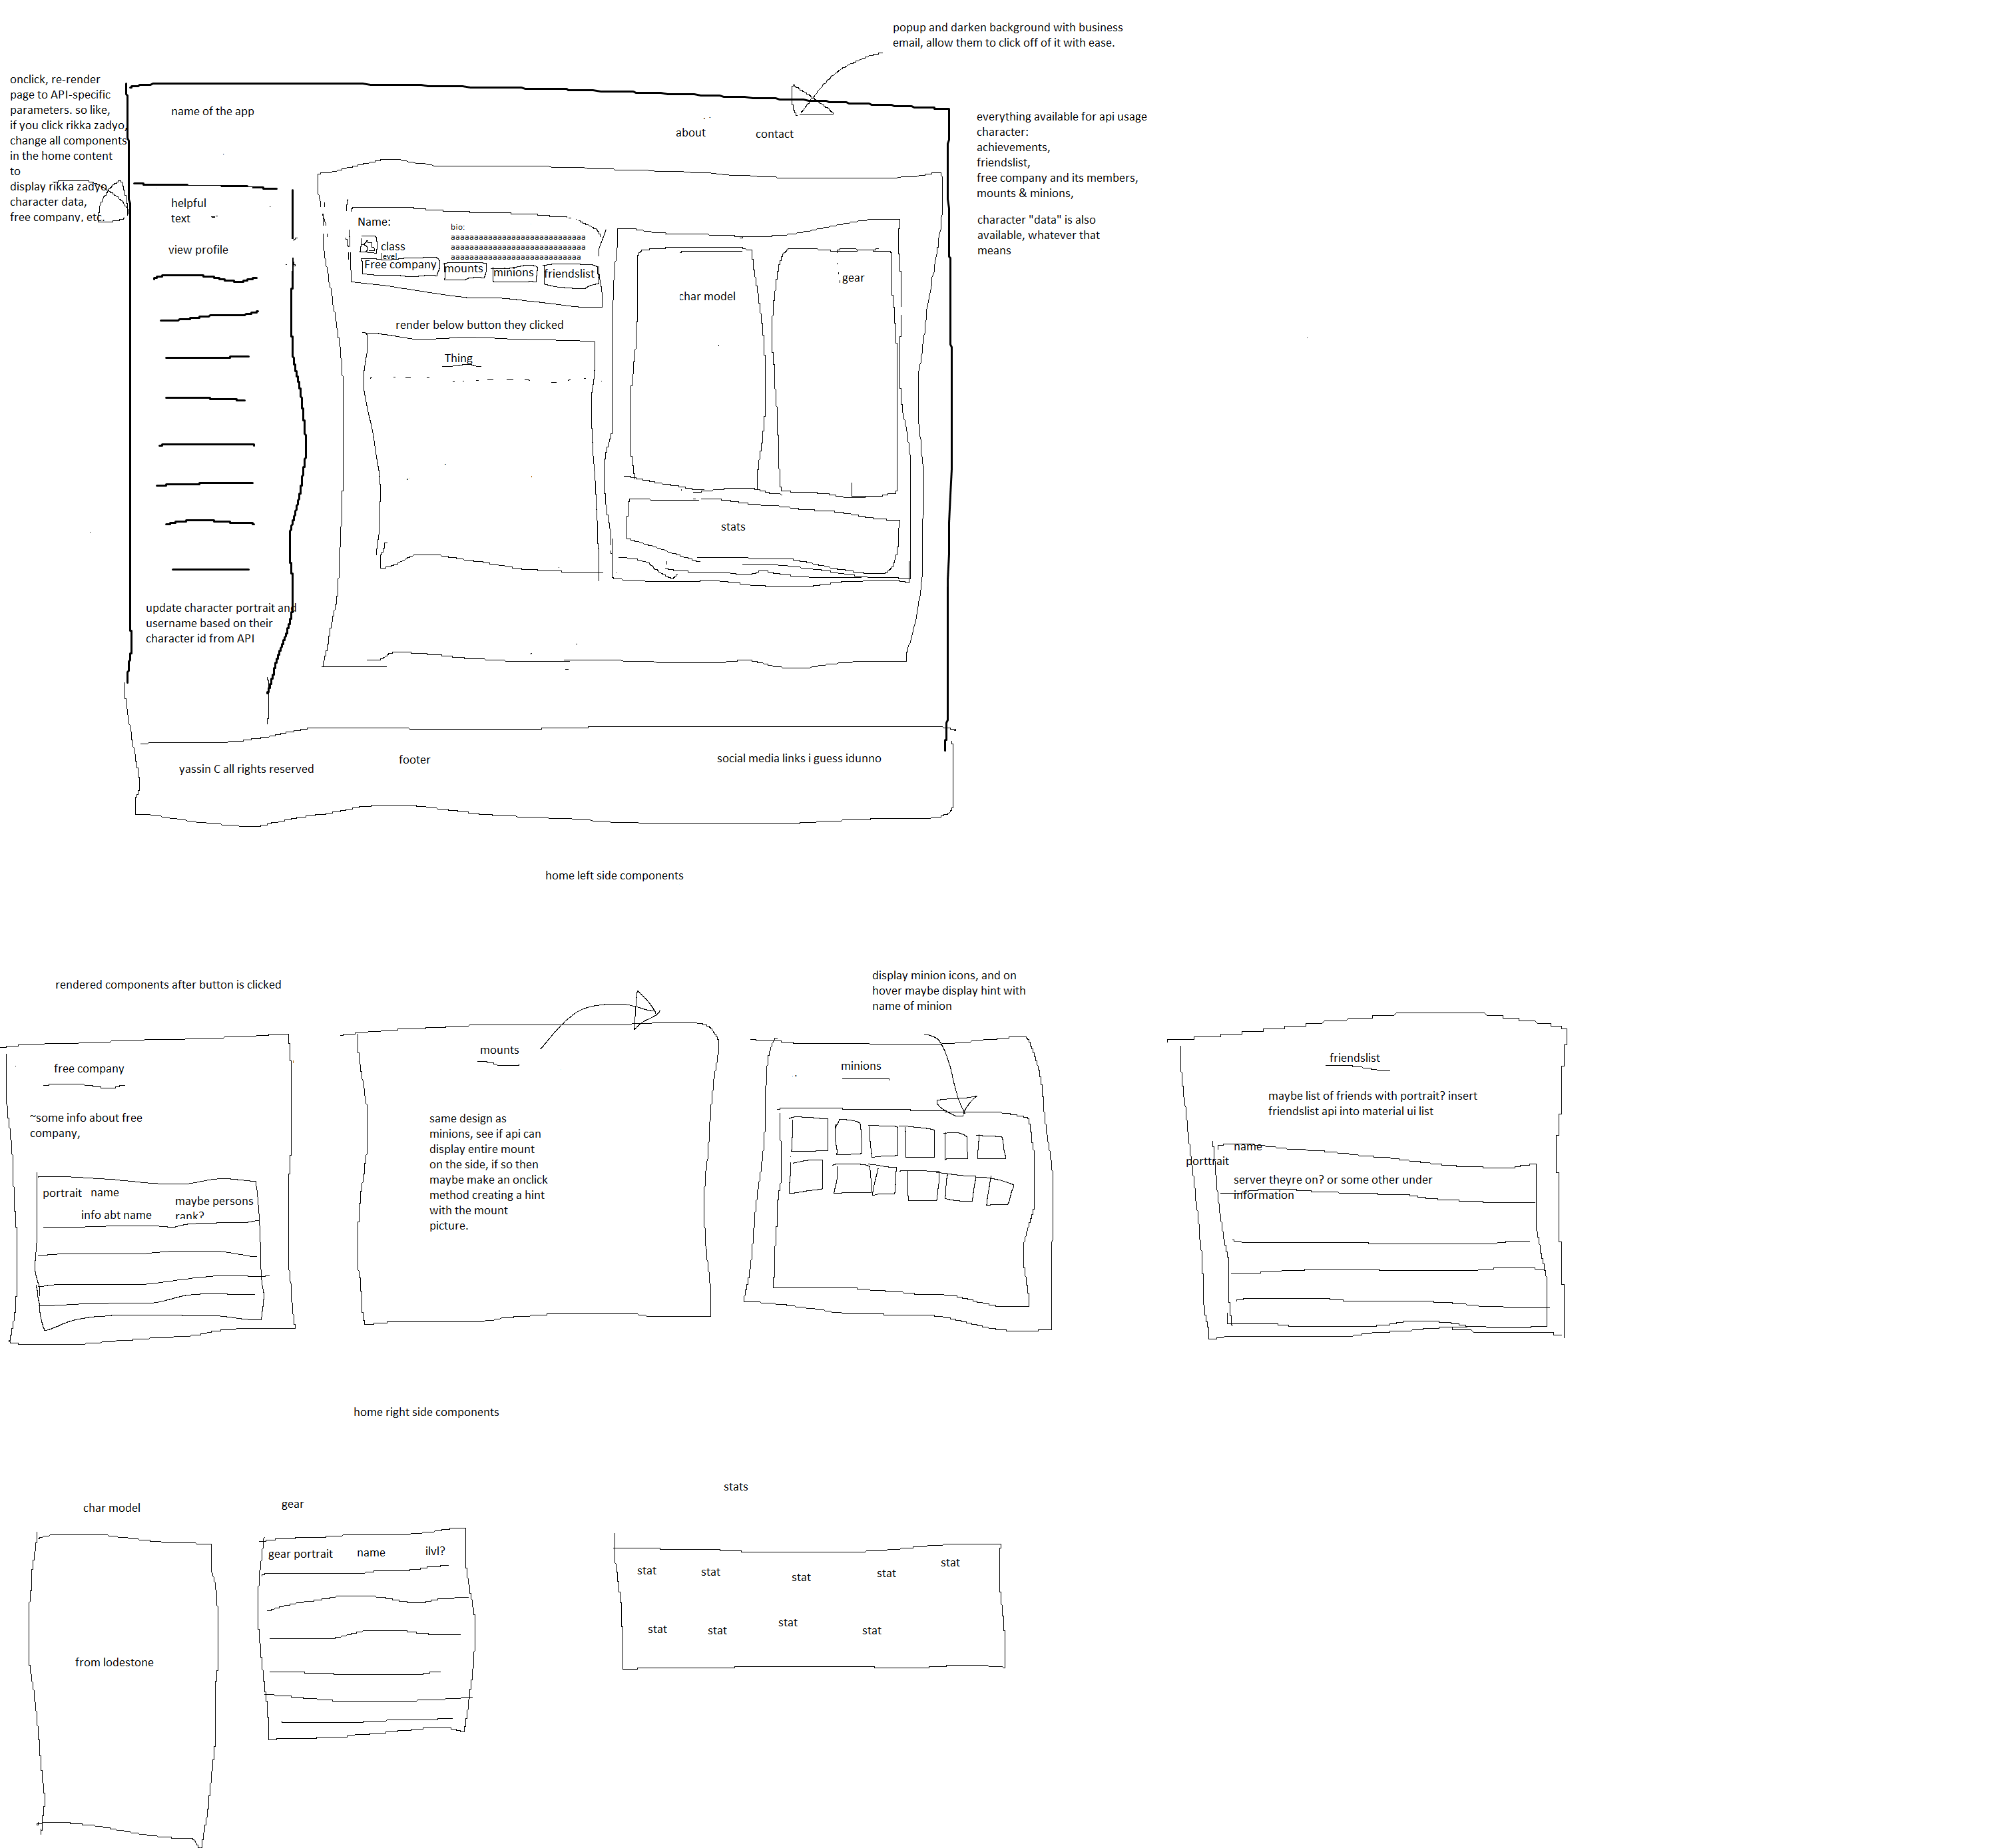 popup and darken background with business
email, allow them to click off of it with ease.
onclick, re-render
page to API-specific
parameters. so like,
if you click rikka zadyo,
change all components
in the home content
to
display rikka zadyo
character data,
free company, etc.
name of the app
about
contact
everything available for api usage
character:
achievements,
friendslist,
free company and its members,
mounts & minions,
character "data" is also
available, whatever that
means
helpful
text
view profile
Name:
class
level
bio:
aaaaaaaaaaaaaaaaaaaaaaaaaaaaa
aaaaaaaaaaaaaaaaaaaaaaaaaaaaa
aaaaaaaaaaaaaaaaaaaaaaaaaaaa
Free company
mounts
minions
friendslist
render below button they clicked
Thing
char model
gear
stats
update character portrait and
username based on their
character id from API
yassin C all rights reserved
footer
social media links i guess idunno
home left side components
rendered components after button is clicked
display minion icons, and on
hover maybe display hint with
name of minion
free company
~some info about free
company,
portrait
name
info abt name
maybe persons
rank?
mounts
same design as
minions, see if api can
display entire mount
on the side, if so then
maybe make an onclick
method creating a hint
with the mount
picture.
minions
friendslist
maybe list of friends with portrait? insert
friendslist api into material ui list
name
porttrait
server theyre on? or some other under
information
home right side components
char model
from lodestone
gear
gear portrait
name
ilvl?
stats
stat
stat
stat
stat
stat
stat
stat
stat
stat